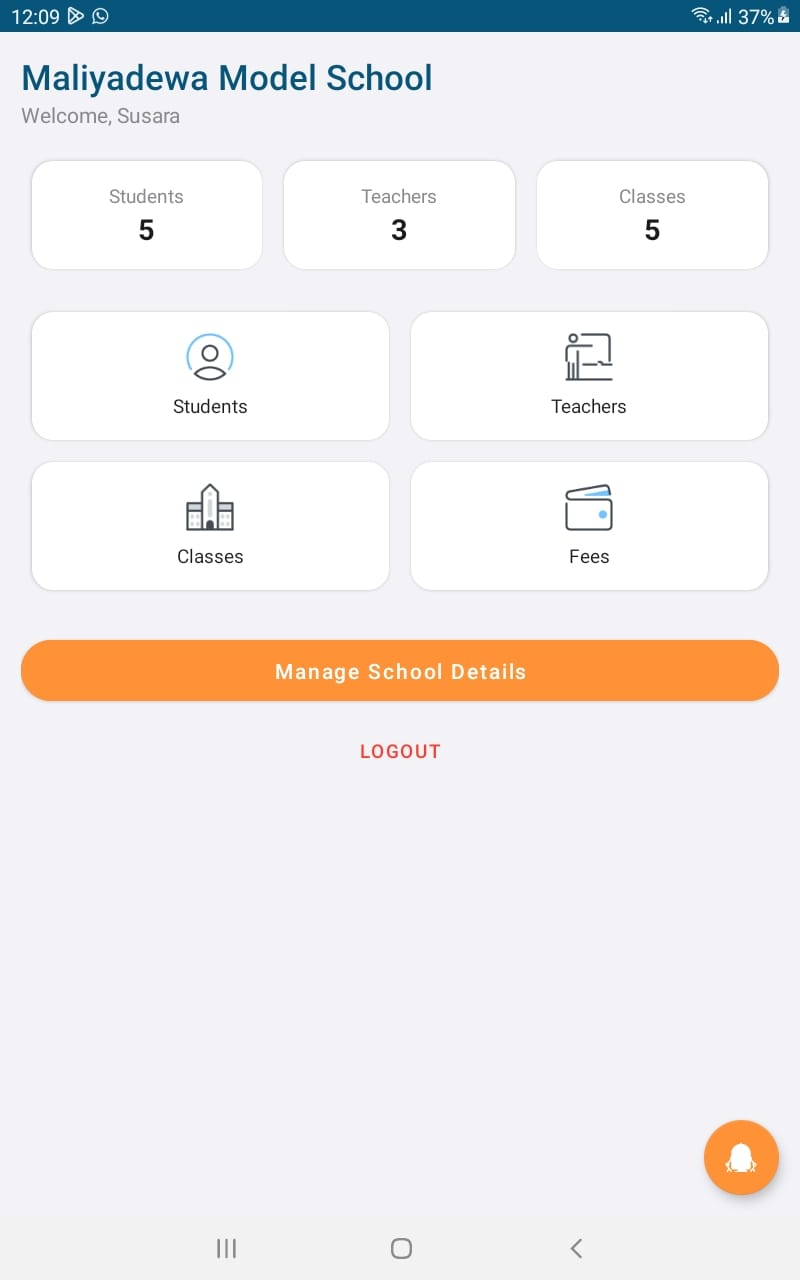 12:09 37%
Maliyadewa Model School
Welcome, Susara
Students Teachers Classes
5 3 5
Students Teachers
Classes Fees
Manage School Details
LOGOUT